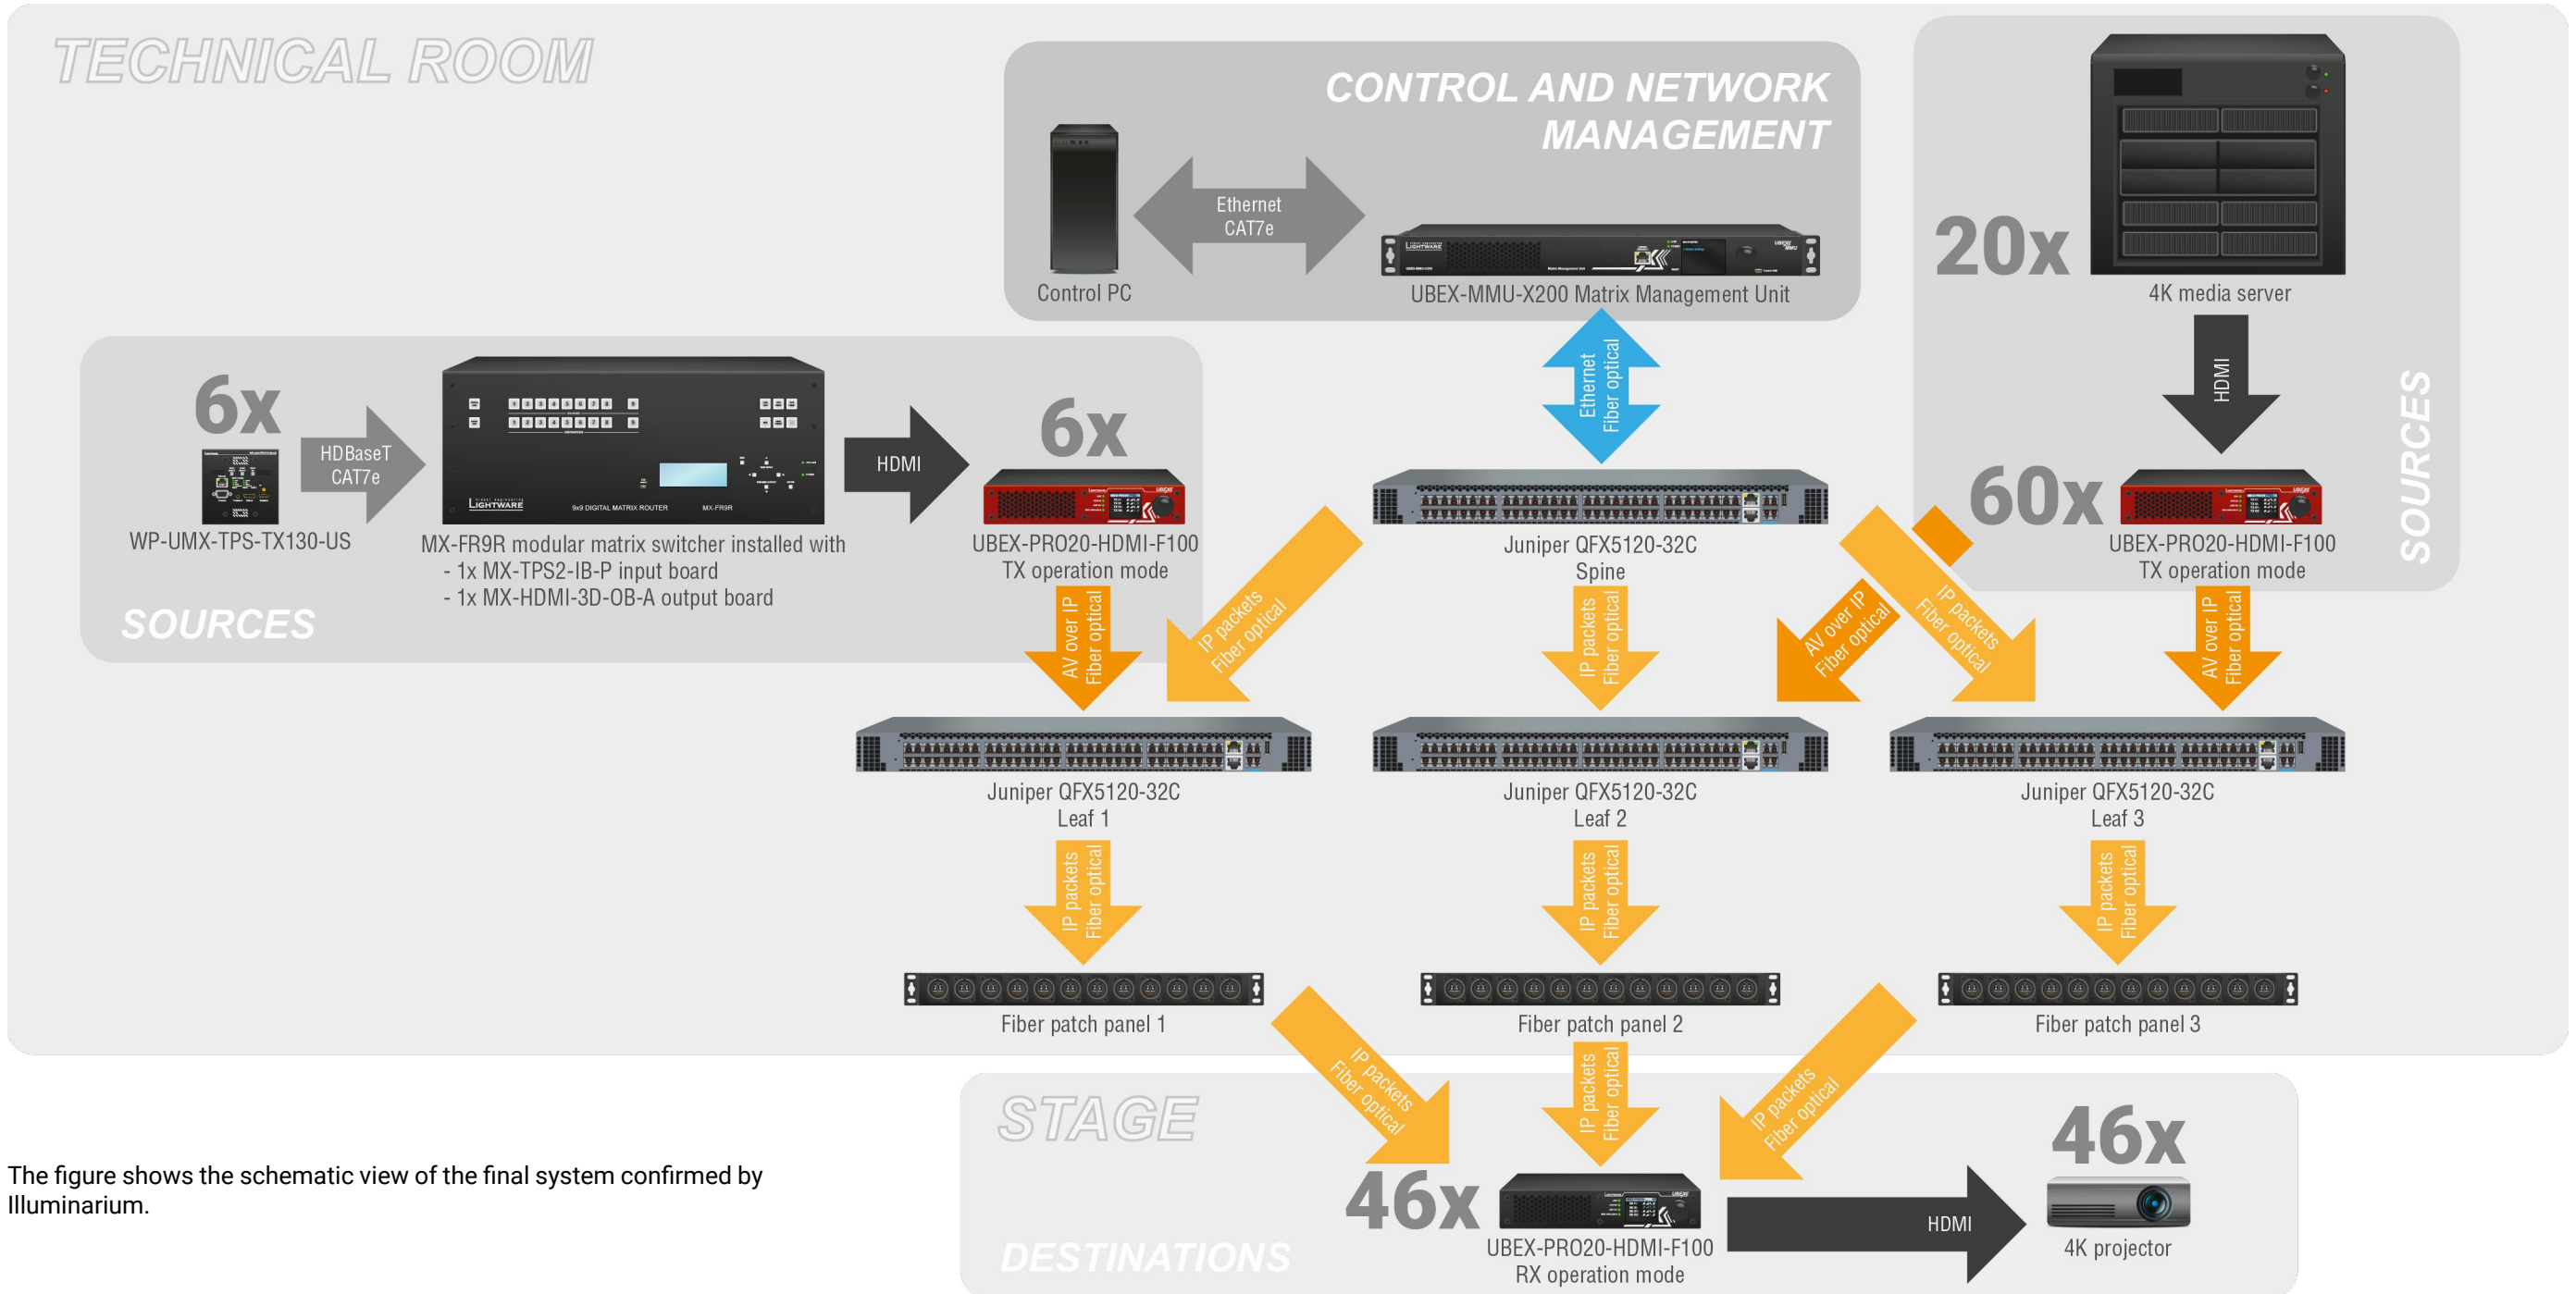 TECHNICAL ROOM
CONTROL AND NETWORK
MANAGEMENT
Ethernet
CAT7e
Control PC
LIGHTWARE
UBEX-MMU-X200 Matrix Management Unit
20x
4K media server
HDMI
60x
UBEX-PRO20-HDMI-F100
TX operation mode
SOURCES
6x
WP-UMX-TPS-TX130-US
HDBaseT
CAT7e
LIGHTWARE
9x9 DIGITAL MATRIX ROUTER
MX-FR9R
MX-FR9R modular matrix switcher installed with
- 1x MX-TPS2-IB-P input board
- 1x MX-HDMI-3D-OB-A output board
HDMI
6x
UBEX-PRO20-HDMI-F100
TX operation mode
SOURCES
Ethernet
Fiber optical
Juniper QFX5120-32C
Spine
AV over IP
Fiber optical
IP packets
Fiber optical
IP packets
Fiber optical
AV over IP
Fiber optical
IP packets
Fiber optical
AV over IP
Fiber optical
Juniper QFX5120-32C
Leaf 1
Juniper QFX5120-32C
Leaf 2
Juniper QFX5120-32C
Leaf 3
IP packets
Fiber optical
IP packets
Fiber optical
IP packets
Fiber optical
Fiber patch panel 1
Fiber patch panel 2
Fiber patch panel 3
IP packets
Fiber optical
IP packets
Fiber optical
IP packets
Fiber optical
STAGE
46x
UBEX-PRO20-HDMI-F100
RX operation mode
HDMI
46x
4K projector
DESTINATIONS
The figure shows the schematic view of the final system confirmed by
Illuminarium.